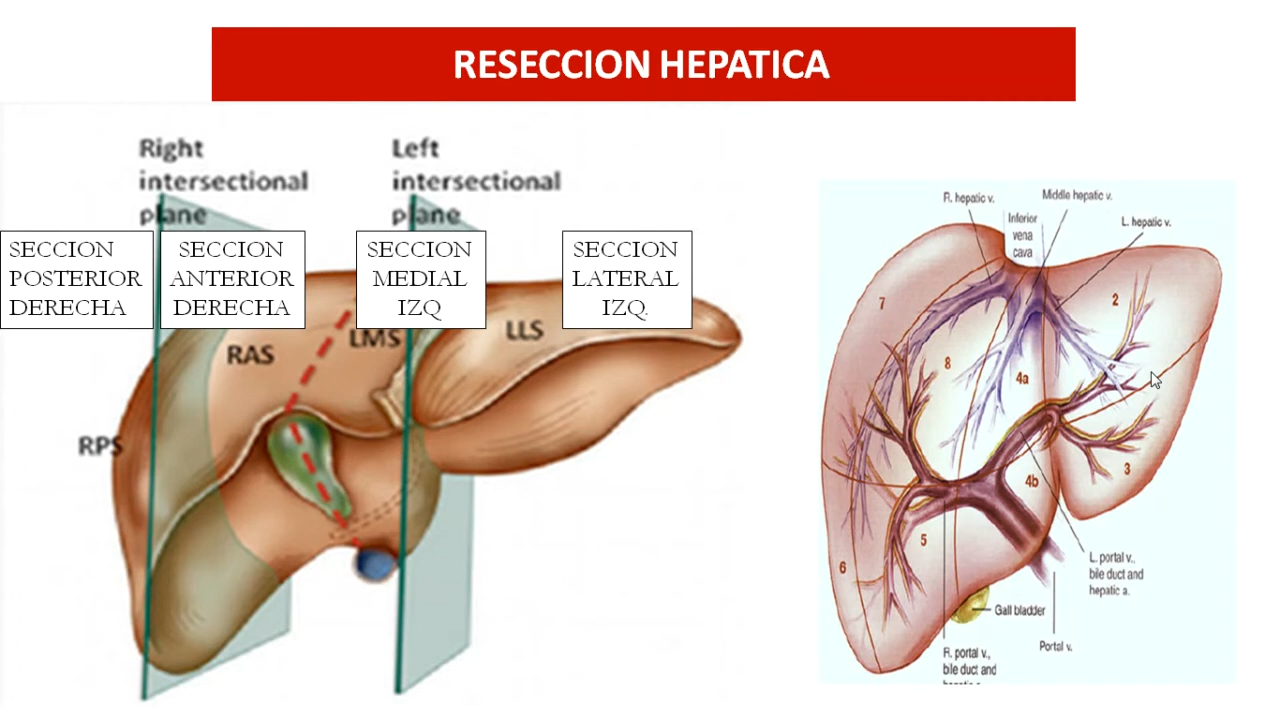 RESECCION HEPATICA
Right
intersectional
plane
Left
intersectional
plane
SECCION
POSTERIOR
DERECHA
SECCION
ANTERIOR
DERECHA
SECCION
MEDIAL
IZQ
SECCION
LATERAL
IZQ.
RAS
LMS
LLS
RPS
R. hepatic v.
Middle hepatic v.
Inferior
vena
cava
L. hepatic v.
7
2
8
4a
3
4b
5
6
L. portal v.,
bile duct and
hepatic a.
Gall bladder
Portal v.
R. portal v.,
bile duct and